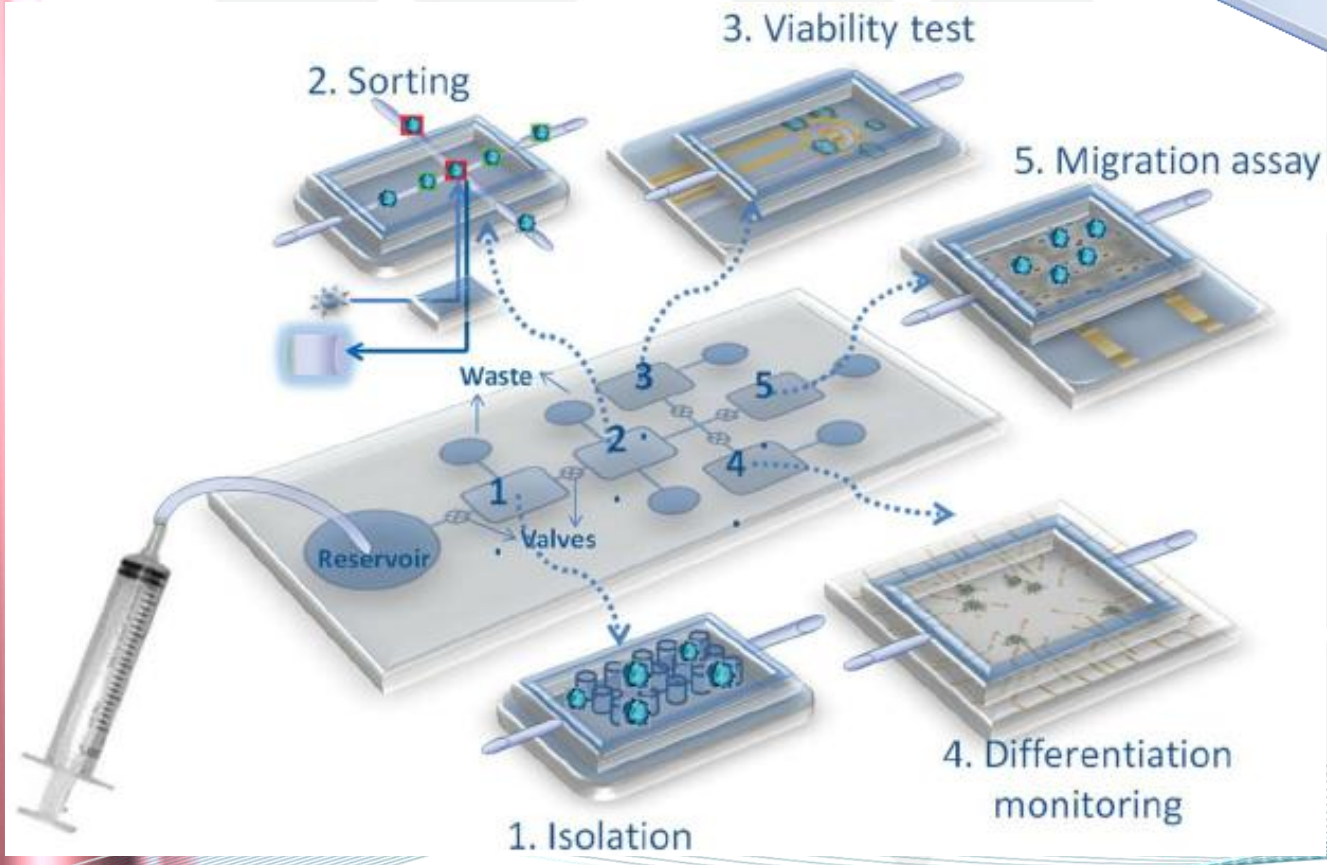 3. Viability test
2. Sorting
5. Migration assay
Waste
3
5
2
4
1
Valves
Reservoir
4. Differentiation
monitoring
1. Isolation